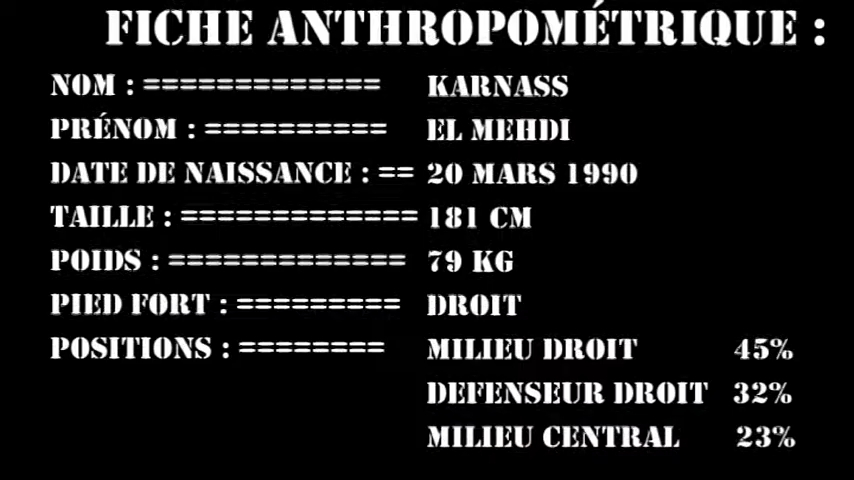 FICHE ANTHROPOMÉTRIQUE :
NOM : ============= KARNASS
PRÉNOM : ========== EL MEHDI
DATE DE NAISSANCE : == 20 MARS 1990
TAILLE : ============= 181 CM
POIDS : ============= 79 KG
PIED FORT : ========= DROIT
POSITIONS : ======== MILIEU DROIT 45%
DEFENSEUR DROIT 32%
MILIEU CENTRAL 23%